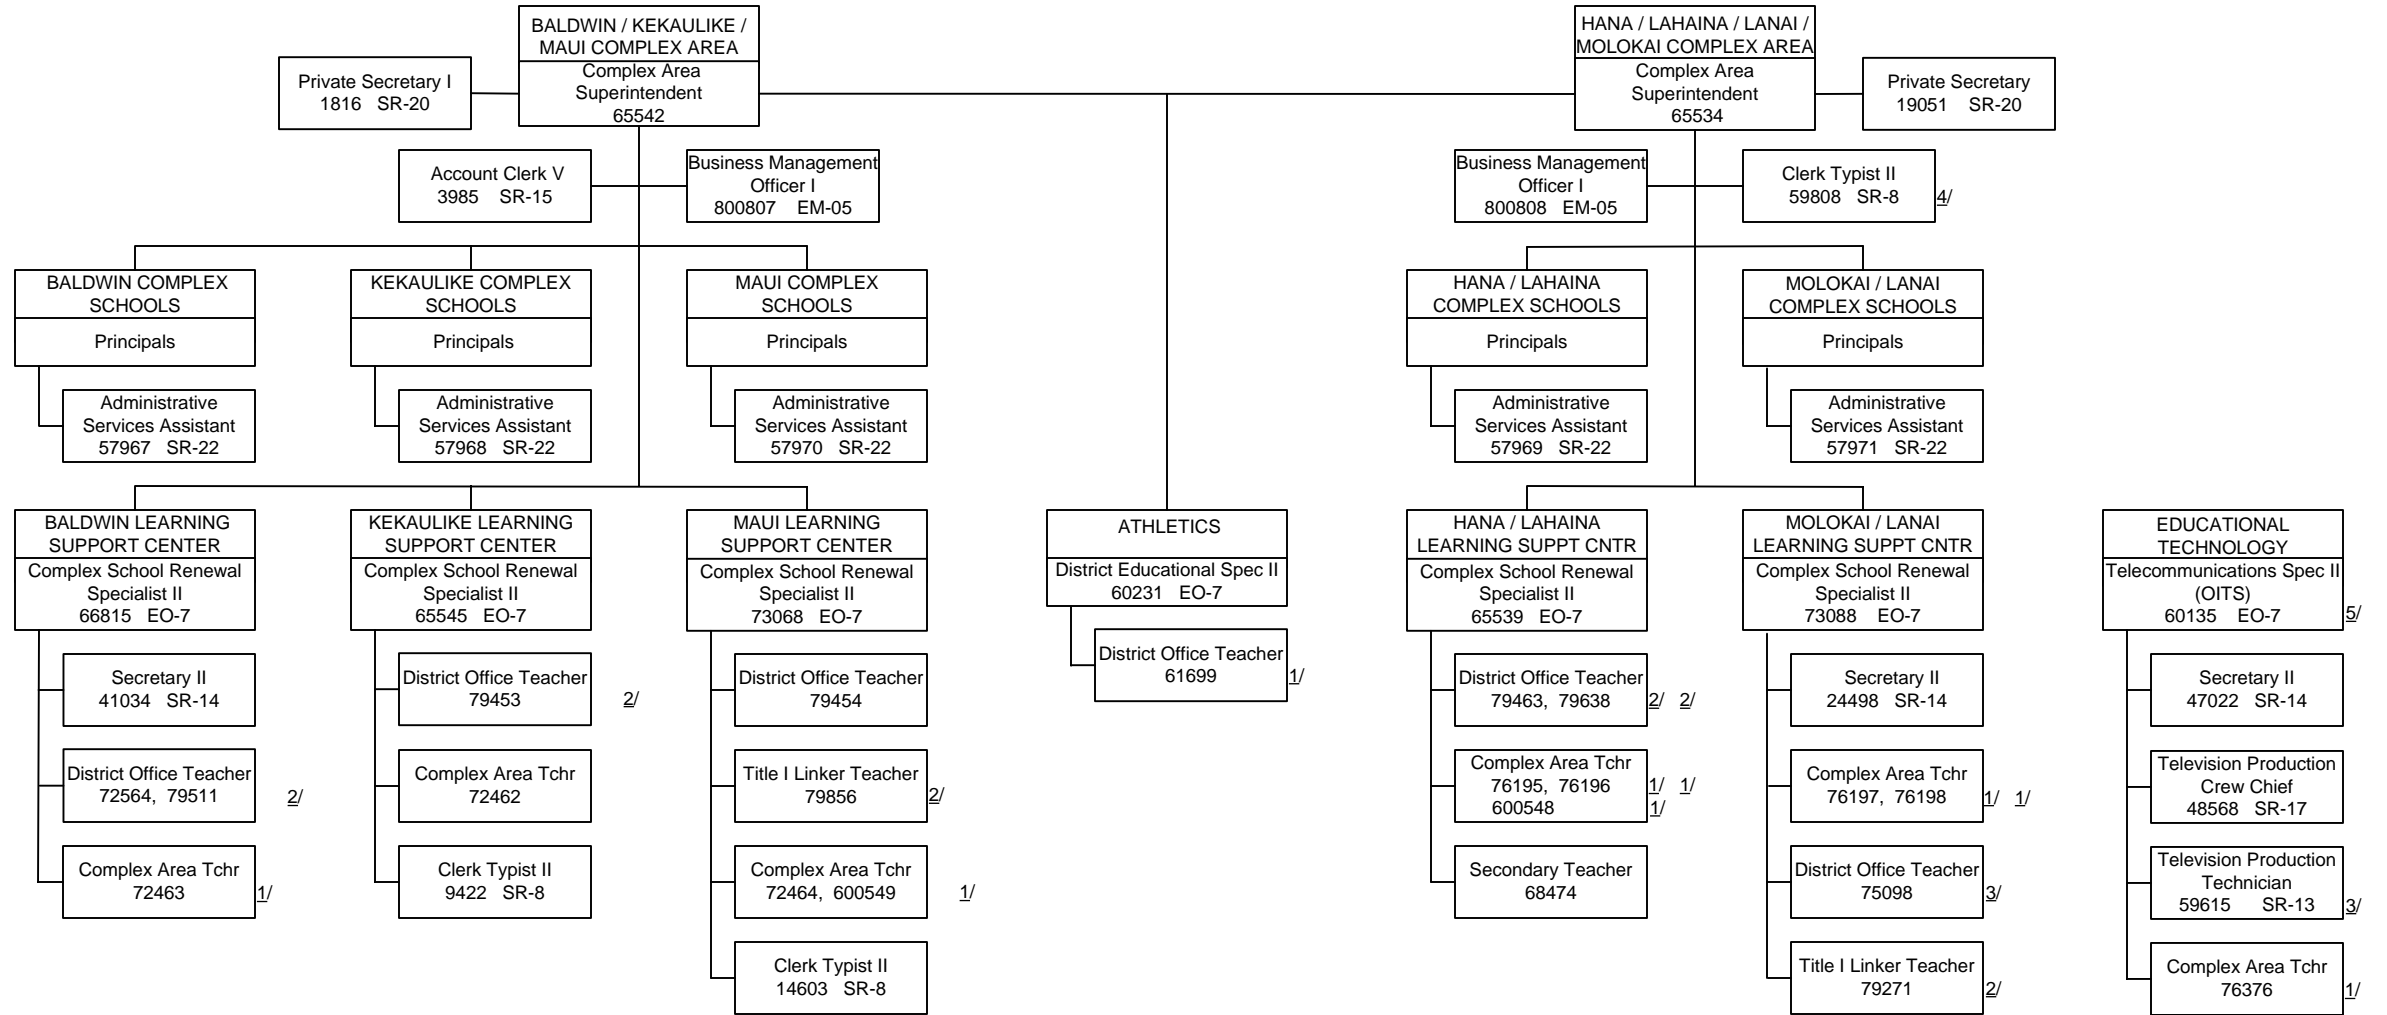 BALDWIN / KEKAULIKE /
MAUI COMPLEX AREA
Complex Area
Superintendent
65542
HANA / LAHAINA / LANAI /
MOLOKAI COMPLEX AREA
Complex Area
Superintendent
65534
Private Secretary I
1816 SR-20
Private Secretary
19051 SR-20
Account Clerk V
3985 SR-15
Business Management
Officer I
800807 EM-05
Business Management
Officer I
800808 EM-05
Clerk Typist II
59808 SR-8
4/
BALDWIN COMPLEX
SCHOOLS
Principals
Administrative
Services Assistant
57967 SR-22
KEKAULIKE COMPLEX
SCHOOLS
Principals
Administrative
Services Assistant
57968 SR-22
MAUI COMPLEX
SCHOOLS
Principals
Administrative
Services Assistant
57970 SR-22
HANA / LAHAINA
COMPLEX SCHOOLS
Principals
Administrative
Services Assistant
57969 SR-22
MOLOKAI / LANAI
COMPLEX SCHOOLS
Principals
Administrative
Services Assistant
57971 SR-22
BALDWIN LEARNING
SUPPORT CENTER
Complex School Renewal
Specialist II
66815 EO-7
Secretary II
41034 SR-14
District Office Teacher
72564, 79511
2/
Complex Area Tchr
72463
1/
KEKAULIKE LEARNING
SUPPORT CENTER
Complex School Renewal
Specialist II
65545 EO-7
District Office Teacher
79453
2/
Complex Area Tchr
72462
Clerk Typist II
9422 SR-8
MAUI LEARNING
SUPPORT CENTER
Complex School Renewal
Specialist II
73068 EO-7
District Office Teacher
79454
Title I Linker Teacher
79856
2/
Complex Area Tchr
72464, 600549
1/
Clerk Typist II
14603 SR-8
ATHLETICS
District Educational Spec II
60231 EO-7
District Office Teacher
61699
1/
HANA / LAHAINA
LEARNING SUPPT CNTR
Complex School Renewal
Specialist II
65539 EO-7
District Office Teacher
79463, 79638
2/ 2/
Complex Area Tchr
76195, 76196
1/ 1/
600548
1/
Secondary Teacher
68474
MOLOKAI / LANAI
LEARNING SUPPT CNTR
Complex School Renewal
Specialist II
73088 EO-7
Secretary II
24498 SR-14
Complex Area Tchr
76197, 76198
1/ 1/
District Office Teacher
75098
3/
Title I Linker Teacher
79271
2/
EDUCATIONAL
TECHNOLOGY
Telecommunications Spec II
(OITS)
60135 EO-7
5/
Secretary II
47022 SR-14
Television Production
Crew Chief
48568 SR-17
Television Production
Technician
59615 SR-13
3/
Complex Area Tchr
76376
1/